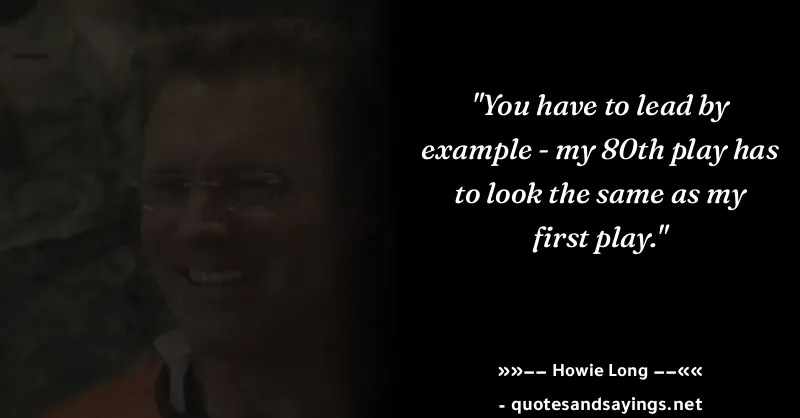 "You have to lead by
example - my 80th play has
to look the same as my
first play."
»»–– Howie Long ––««
- quotesandsayings.net